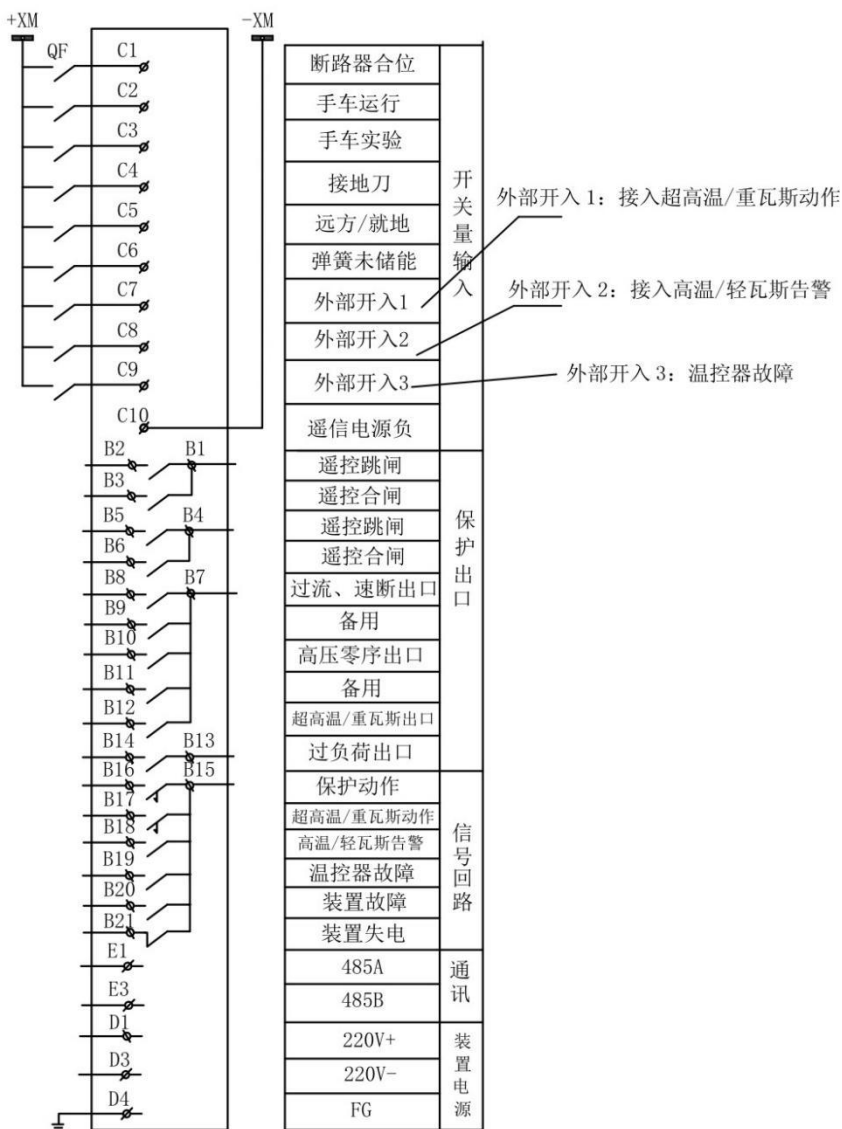 +XM
-XM
QF
C1
C2
C3
C4
C5
C6
C7
C8
C9
C10
B2
B1
B3
B5
B4
B6
B8
B7
B9
B10
B11
B12
B14
B13
B16
B15
B17
B18
B19
B20
B21
E1
E3
D1
D3
D4
断路器合位
手车运行
手车实验
接地刀
远方/就地
弹簧未储能
外部开入1
外部开入2
外部开入3
遥信电源负
开关量输入
遥控跳闸
遥控合闸
遥控跳闸
遥控合闸
过流、速断出口
备用
高压零序出口
备用
超高温/重瓦斯出口
过负荷出口
保护出口
保护动作
超高温/重瓦斯动作
高温/轻瓦斯告警
温控器故障
装置故障
装置失电
信号回路
485A
485B
通讯
220V+
220V-
FG
装置电源
外部开入 1：接入超高温/重瓦斯动作
外部开入 2：接入高温/轻瓦斯告警
外部开入 3：温控器故障